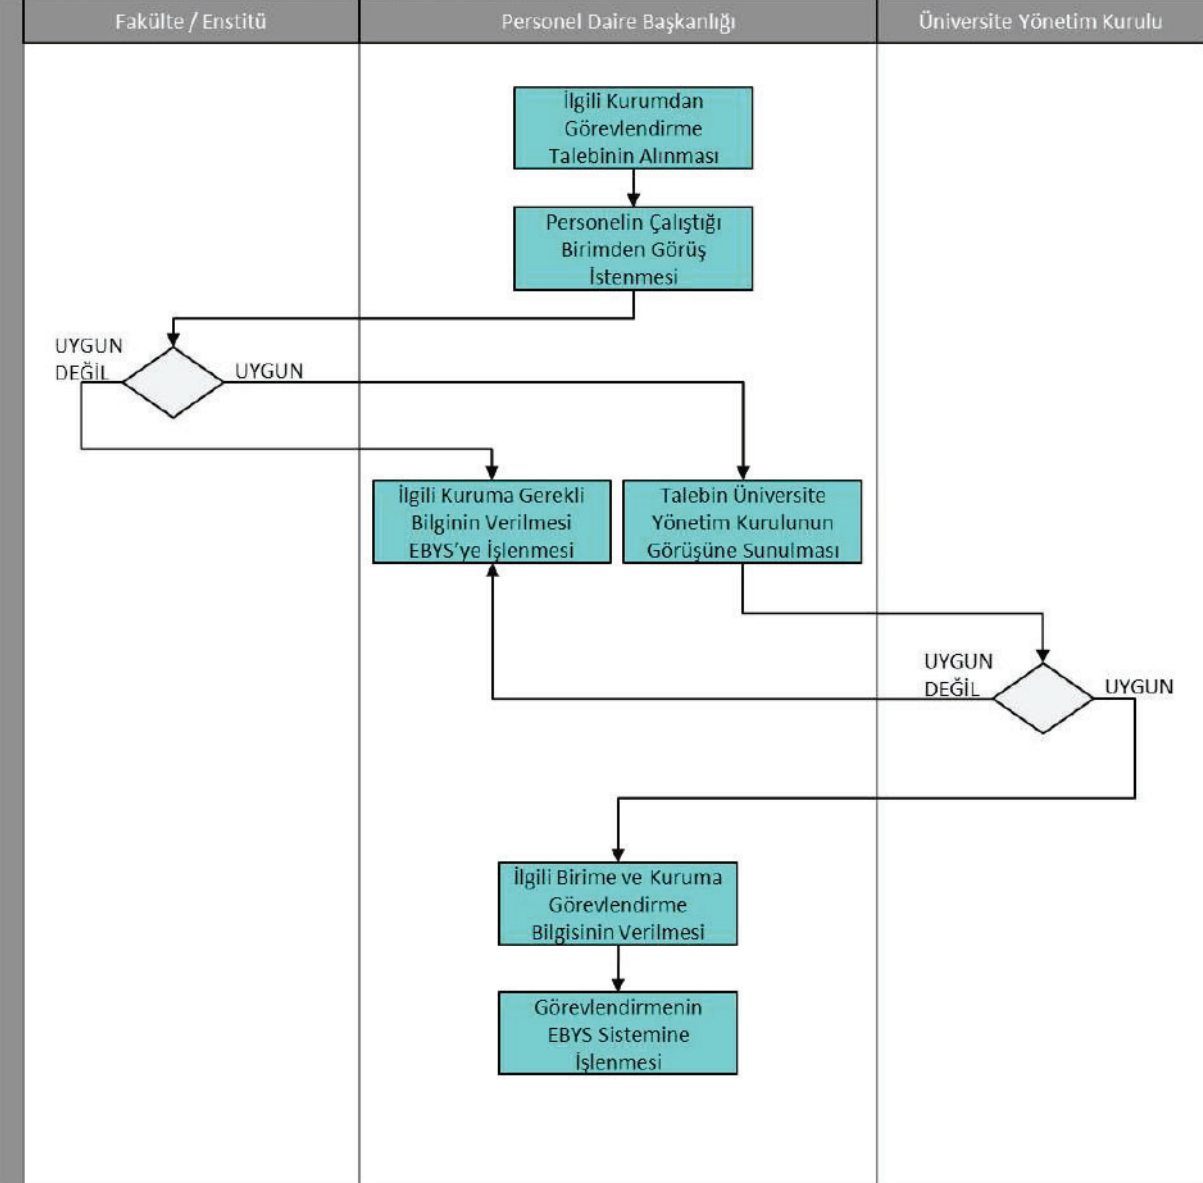 Fakülte / Enstitü
Personel Daire Başkanlığı
Üniversite Yönetim Kurulu
İlgili Kurumdan
Görevlendirme
Talebinin Alınması
Personelin Çalıştığı
Birimden Görüş
İstenmesi
UYGUN
DEĞİL
UYGUN
İlgili Kuruma Gerekli
Bilginin Verilmesi
EBYS’ye İşlenmesi
Talebin Üniversite
Yönetim Kurulunun
Görüşüne Sunulması
UYGUN
DEĞİL
UYGUN
İlgili Birime ve Kuruma
Görevlendirme
Bilgisinin Verilmesi
Görevlendirmenin
EBYS Sistemine
İşlenmesi